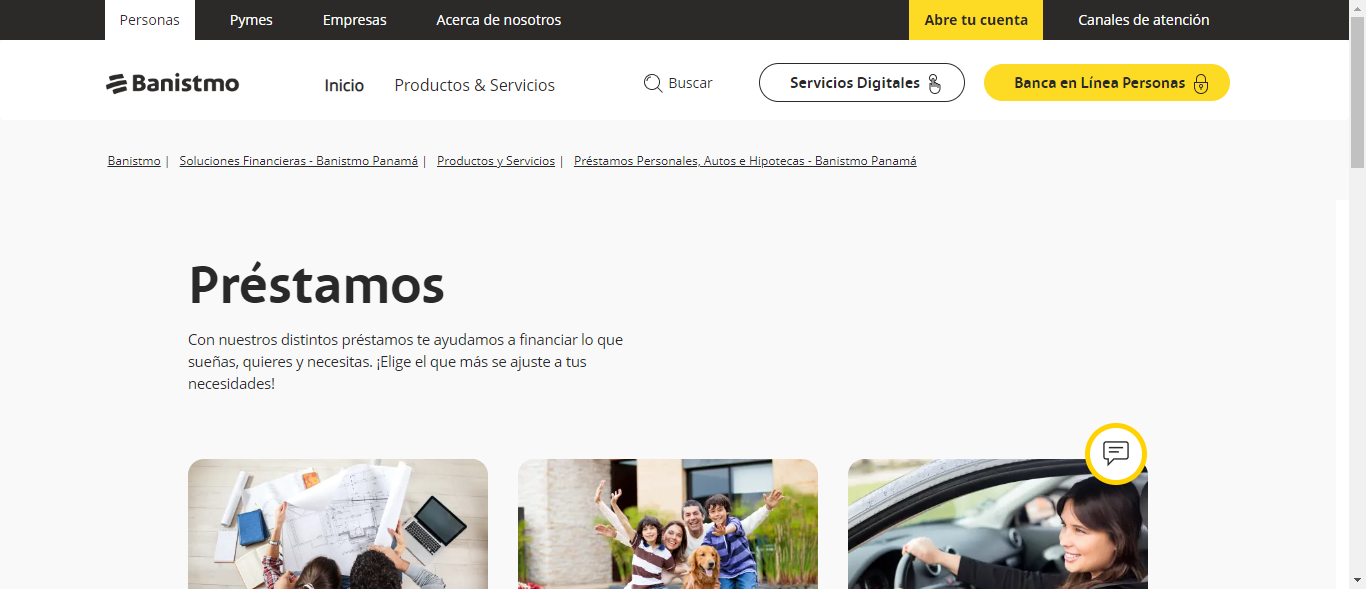 Personas Pymes Empresas Acerca de nosotros Abre tu cuenta Canales de atención
Banistmo Inicio Productos & Servicios Buscar Servicios Digitales Banca en Línea Personas
Banistmo | Soluciones Financieras - Banistmo Panamá | Productos y Servicios | Préstamos Personales, Autos e Hipotecas - Banistmo Panamá
Préstamos
Con nuestros distintos préstamos te ayudamos a financiar lo que
sueñas, quieres y necesitas. ¡Elige el que más se ajuste a tus
necesidades!